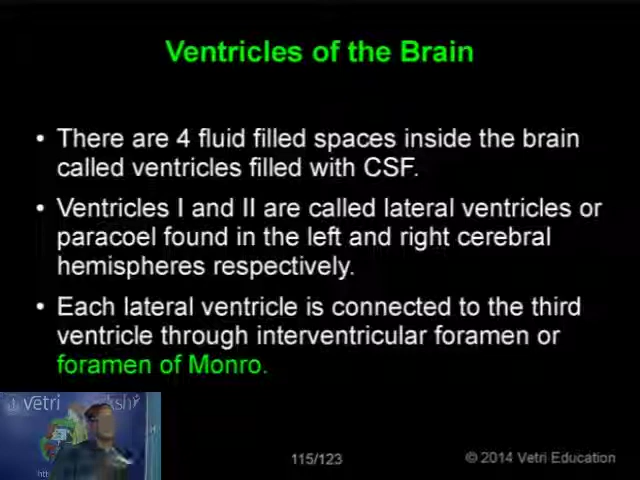 Ventricles of the Brain
• There are 4 fluid filled spaces inside the brain
called ventricles filled with CSF.
• Ventricles I and II are called lateral ventricles or
paracoel found in the left and right cerebral
hemispheres respectively.
• Each lateral ventricle is connected to the third
ventricle through interventricular foramen or
foramen of Monro.
vetri
115/123
© 2014 Vetri Education